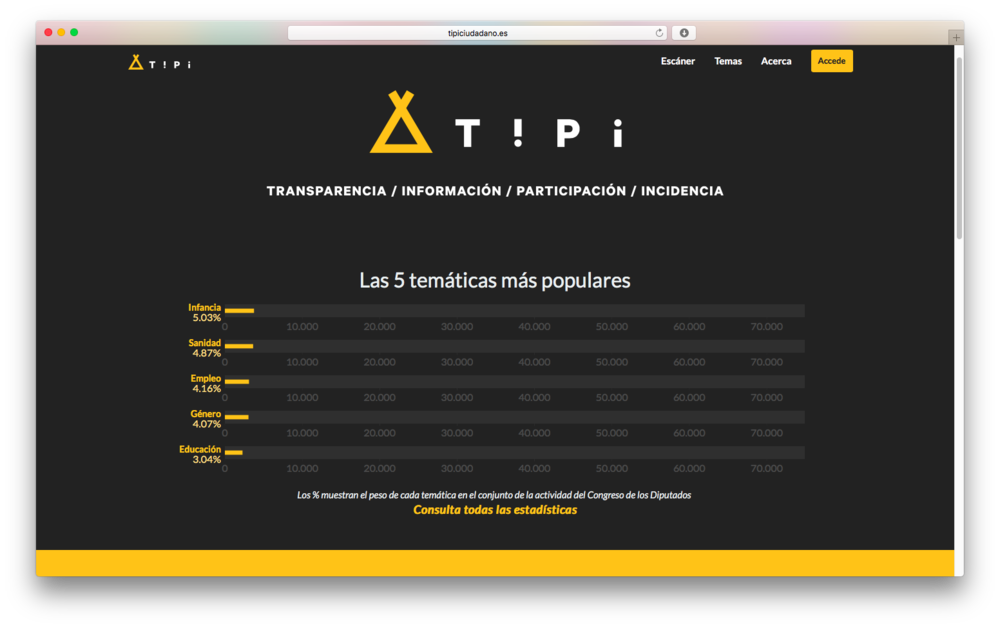 tipiciudadano.es
T ! P i
Escáner Temas Acerca Accede
T ! P i
TRANSPARENCIA / INFORMACIÓN / PARTICIPACIÓN / INCIDENCIA
Las 5 temáticas más populares
Infancia
5.03%
0 10.000 20.000 30.000 40.000 50.000 60.000 70.000
Sanidad
4.87%
0 10.000 20.000 30.000 40.000 50.000 60.000 70.000
Empleo
4.16%
0 10.000 20.000 30.000 40.000 50.000 60.000 70.000
Género
4.07%
0 10.000 20.000 30.000 40.000 50.000 60.000 70.000
Educación
3.04%
0 10.000 20.000 30.000 40.000 50.000 60.000 70.000
Los % muestran el peso de cada temática en el conjunto de la actividad del Congreso de los Diputados
Consulta todas las estadísticas